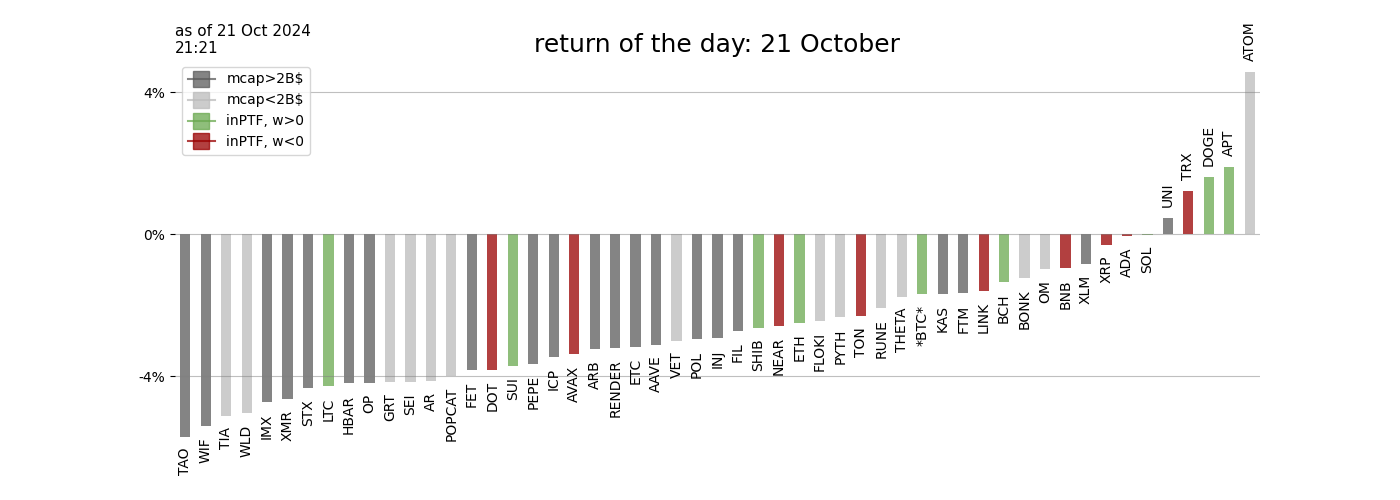 as of 21 Oct 2024
21:21
return of the day: 21 October
mcap>2B$
mcap<2B$
inPTF, w>0
inPTF, w<0
4%
0%
-4%
TAO
WIF
TIA
WLD
IMX
XMR
STX
LTC
HBAR
OP
GRT
SEI
AR
POPCAT
FET
DOT
SUI
PEPE
ICP
AVAX
ARB
RENDER
ETC
AAVE
VET
POL
INJ
FIL
SHIB
NEAR
ETH
FLOKI
PYTH
TON
RUNE
THETA
*BTC*
KAS
FTM
LINK
BCH
BONK
OM
BNB
XLM
XRP
ADA
SOL
UNI
TRX
DOGE
APT
ATOM